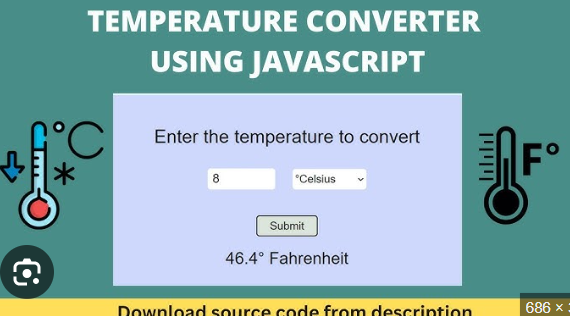 TEMPERATURE CONVERTER
USING JAVASCRIPT
Enter the temperature to convert
8
°Celsius
Submit
46.4° Fahrenheit
°C
F°
Download source code from description
686 ×